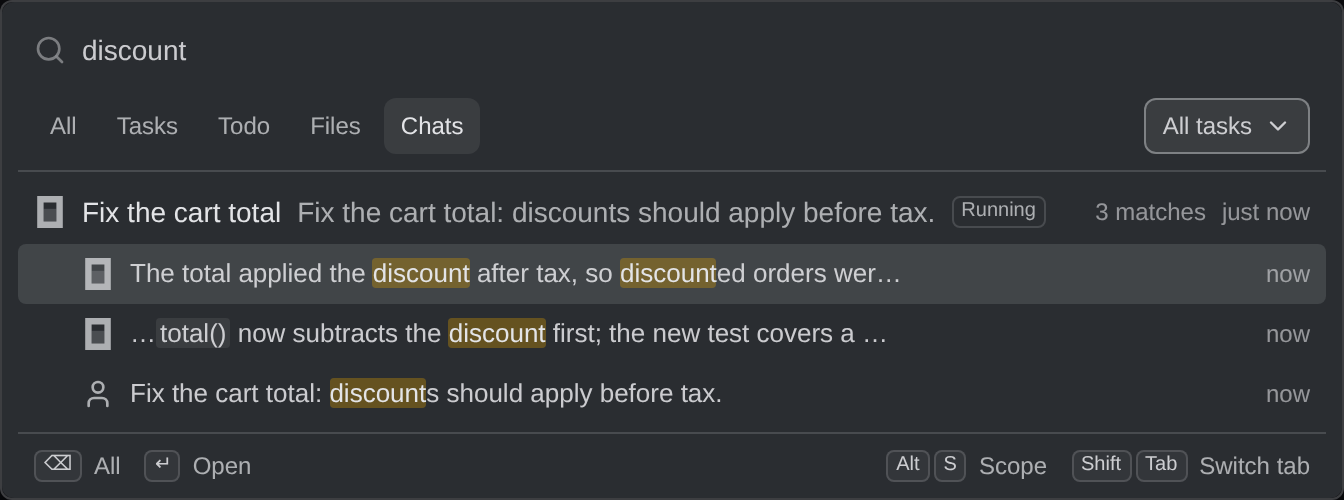 discount
All Tasks Todo Files Chats All tasks
Fix the cart total Fix the cart total: discounts should apply before tax. Running 3 matches just now
The total applied the discount after tax, so discounted orders wer… now
…total() now subtracts the discount first; the new test covers a … now
Fix the cart total: discounts should apply before tax. now
⌫ All ↵ Open Alt S Scope Shift Tab Switch tab